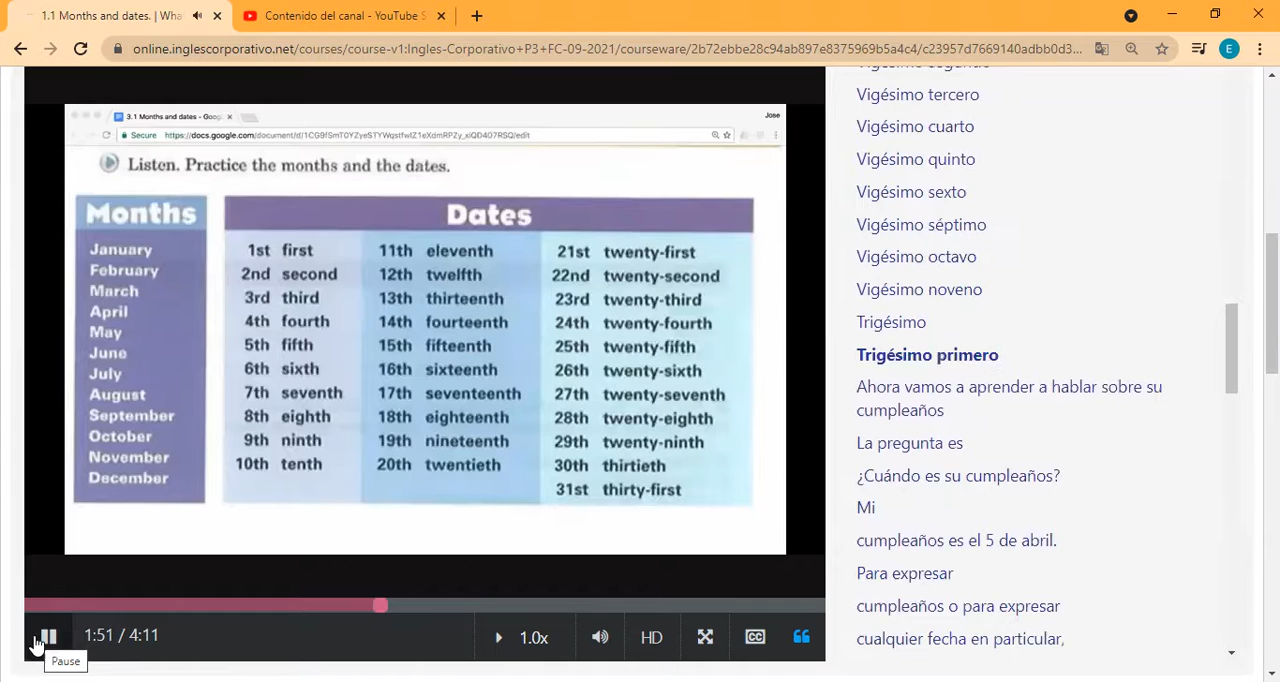 1.1 Months and dates. | Wha
Contenido del canal - YouTube S
online.inglescorporativo.net/courses/course-v1:Ingles-Corporativo+P3+FC-09-2021/courseware/2b72ebbe28c94ab897e8375969b5a4c4/c23957d7669140adbb0d3...
E
3.1 Months and dates - Goog
Jose
Secure
Listen. Practice the months and the dates.
Months
January
February
March
April
May
June
July
August
September
October
November
December
Dates
1st first
2nd second
3rd third
4th fourth
5th fifth
6th sixth
7th seventh
8th eighth
9th ninth
10th tenth
11th eleventh
12th twelfth
13th thirteenth
14th fourteenth
15th fifteenth
16th sixteenth
17th seventeenth
18th eighteenth
19th nineteenth
20th twentieth
21st twenty-first
22nd twenty-second
23rd twenty-third
24th twenty-fourth
25th twenty-fifth
26th twenty-sixth
27th twenty-seventh
28th twenty-eighth
29th twenty-ninth
30th thirtieth
31st thirty-first
1:51 / 4:11
1.0x
HD
CC
Pause
Vigésimo segundo
Vigésimo tercero
Vigésimo cuarto
Vigésimo quinto
Vigésimo sexto
Vigésimo séptimo
Vigésimo octavo
Vigésimo noveno
Trigésimo
Trigésimo primero
Ahora vamos a aprender a hablar sobre su
cumpleaños
La pregunta es
¿Cuándo es su cumpleaños?
Mi
cumpleaños es el 5 de abril.
Para expresar
cumpleaños o para expresar
cualquier fecha en particular,